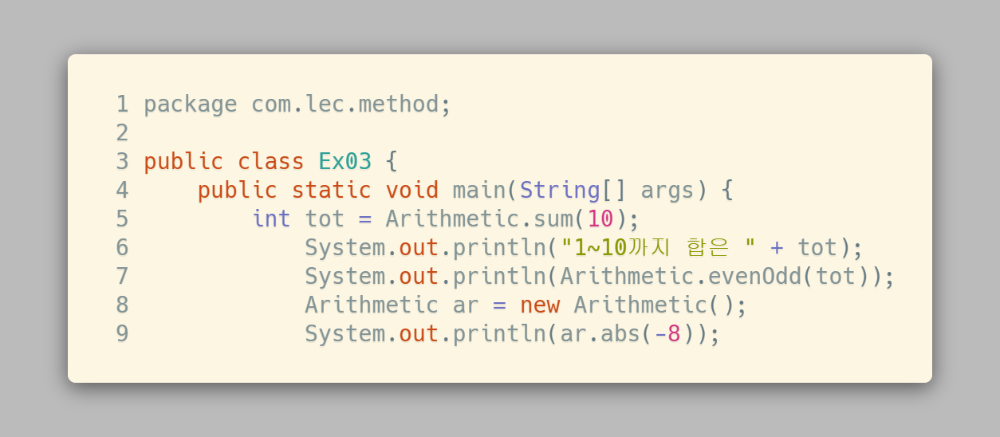 1 package com.lec.method;
2
3 public class Ex03 {
4     public static void main(String[] args) {
5         int tot = Arithmetic.sum(10);
6             System.out.println("1~10까지 합은 " + tot);
7             System.out.println(Arithmetic.evenOdd(tot));
8             Arithmetic ar = new Arithmetic();
9             System.out.println(ar.abs(-8));